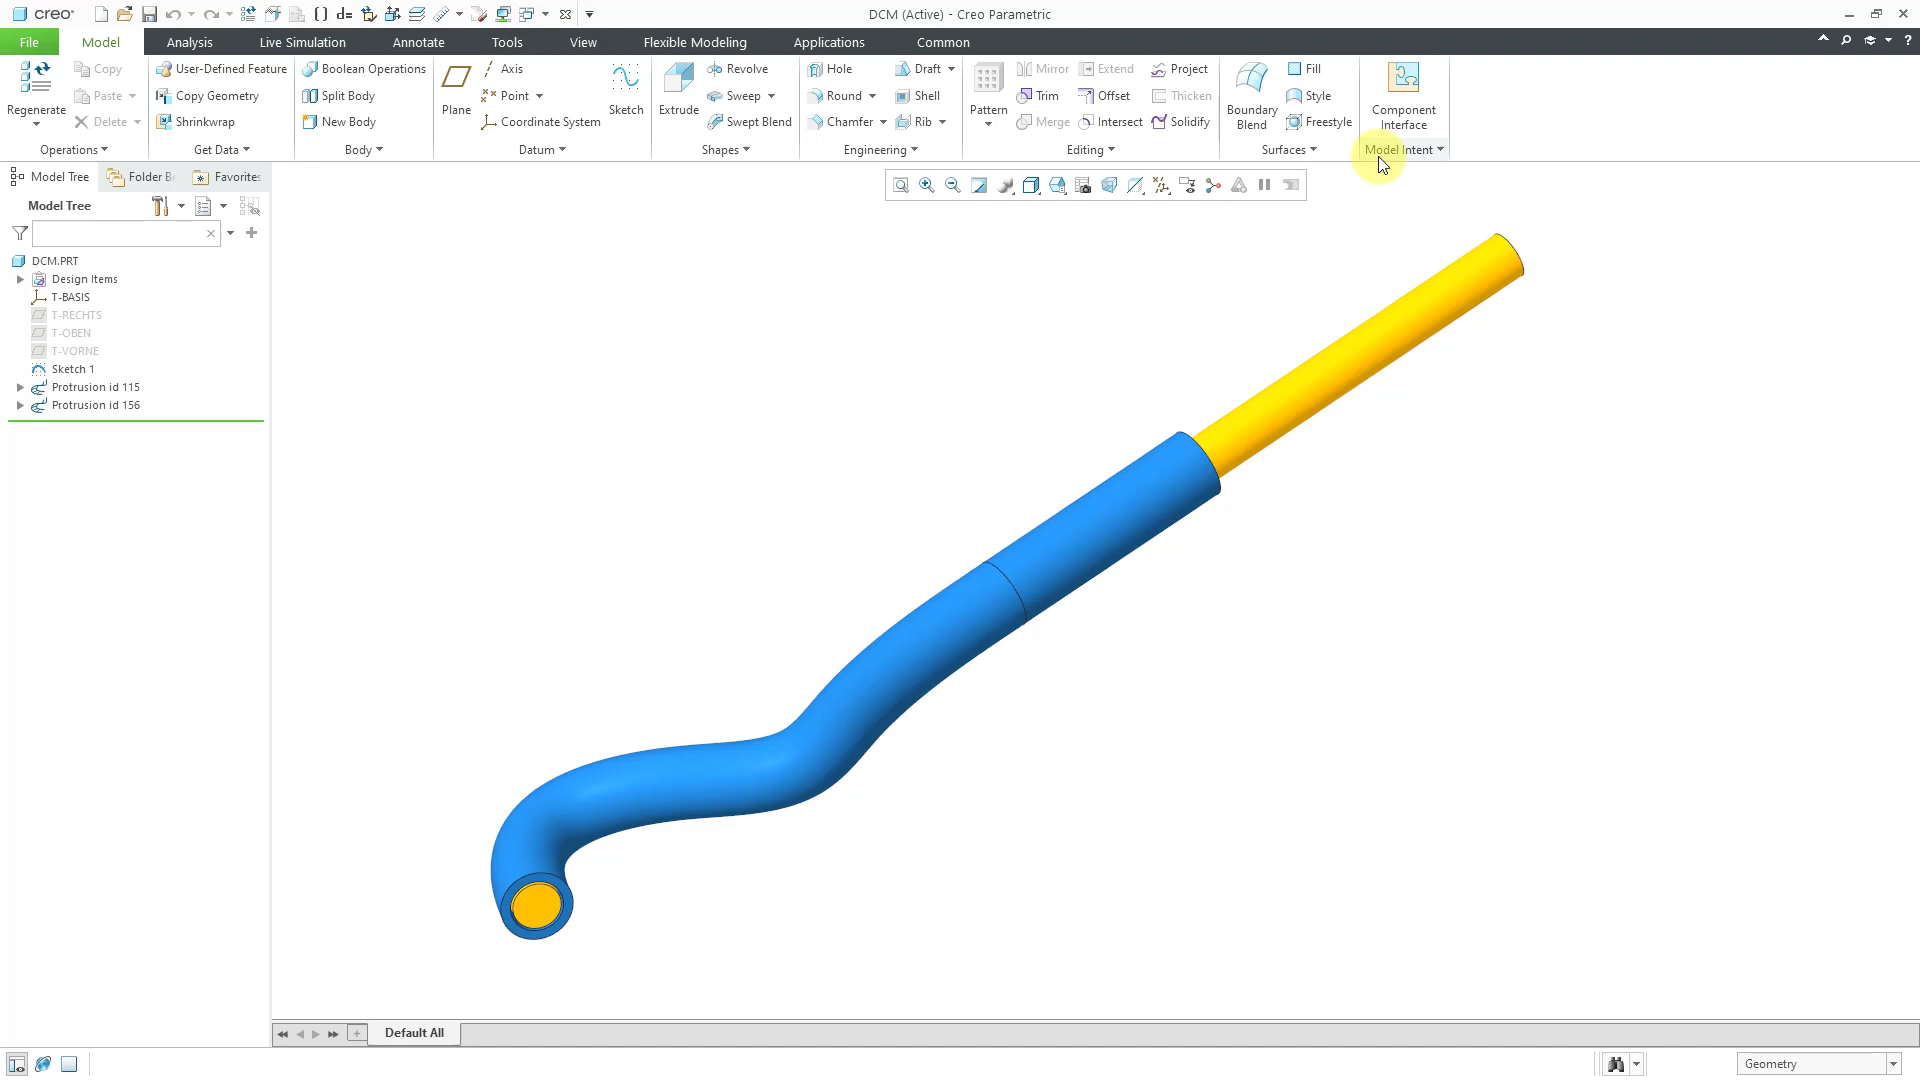 creo
d=
DCM (Active) - Creo Parametric
File
Model
Analysis
Live Simulation
Annotate
Tools
View
Flexible Modeling
Applications
Common
?
Regenerate
Copy
Paste
Delete
Operations
User-Defined Feature
Copy Geometry
Shrinkwrap
Get Data
Boolean Operations
Split Body
New Body
Body
Plane
Axis
Point
Coordinate System
Sketch
Datum
Extrude
Revolve
Sweep
Swept Blend
Shapes
Hole
Round
Chamfer
Draft
Shell
Rib
Engineering
Pattern
Mirror
Trim
Merge
Extend
Offset
Intersect
Project
Thicken
Solidify
Editing
Boundary
Blend
Fill
Style
Freestyle
Surfaces
Component
Interface
Model Intent
Model Tree
Folder B
Favorites
Model Tree
DCM.PRT
Design Items
T-BASIS
T-RECHTS
T-OBEN
T-VORNE
Sketch 1
Protrusion id 115
Protrusion id 156
Default All
Geometry